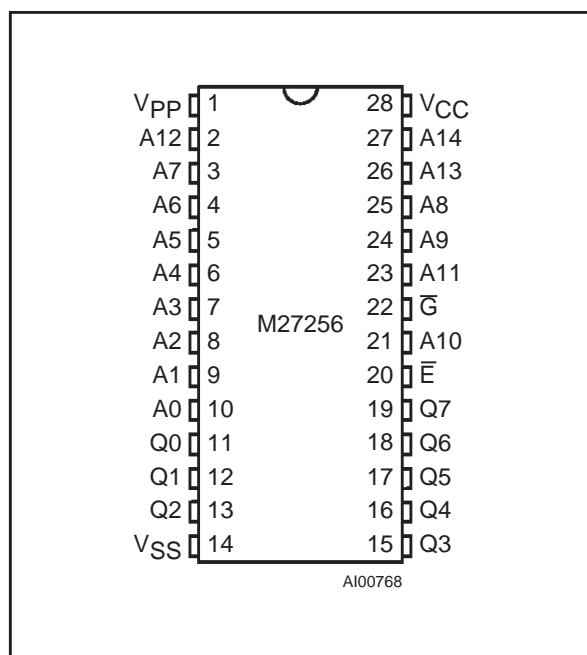 VPP 1 28 VCC
A12 2 27 A14
A7 3 26 A13
A6 4 25 A8
A5 5 24 A9
A4 6 23 A11
A3 7 22 G̅
M27256
A2 8 21 A10
A1 9 20 E̅
A0 10 19 Q7
Q0 11 18 Q6
Q1 12 17 Q5
Q2 13 16 Q4
VSS 14 15 Q3
AI00768